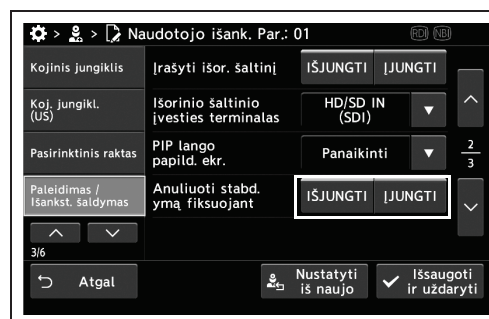 > > Naudotojo išank. Par.: 01 RDI NBI
Kojinis jungiklis
Įrašyti išor. šaltinį
IŠJUNGTI ĮJUNGTI
Koj. jungikl.
(US)
Išorinio šaltinio
įvesties terminalas
HD/SD IN
(SDI)
Pasirinktinis raktas
PIP lango
papild. ekr.
Panaikinti
2
3
Paleidimas /
Išankst. šaldymas
Anuliuoti stabd.
ymą fiksuojant
IŠJUNGTI ĮJUNGTI
3/6
Atgal
Nustatyti
iš naujo
Išsaugoti
ir uždaryti